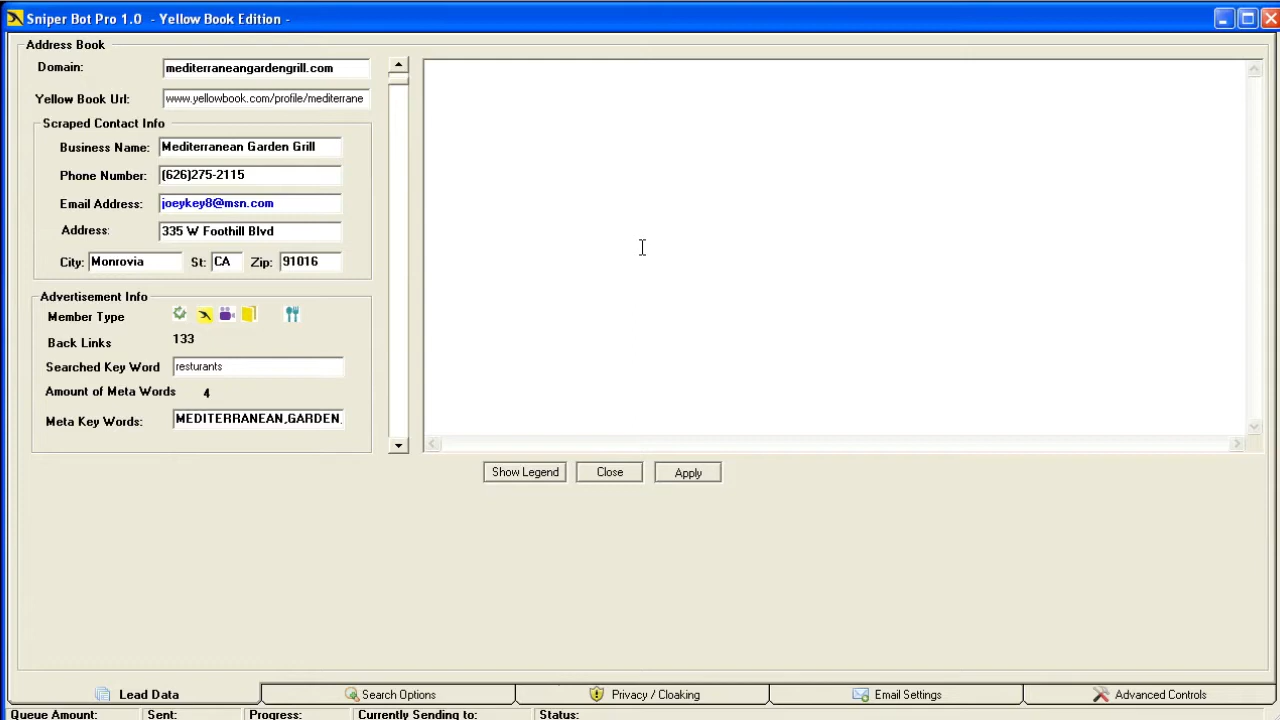 Sniper Bot Pro 1.0 - Yellow Book Edition -
Address Book
Domain: mediterraneangardengrill.com
Yellow Book Url: www.yellowbook.com/profile/mediterrane
Scraped Contact Info
Business Name: Mediterranean Garden Grill
Phone Number: (626)275-2115
Email Address: joeykey8@msn.com
Address: 335 W Foothill Blvd
City: Monrovia St: CA Zip: 91016
Advertisement Info
Member Type
Back Links 133
Searched Key Word resturants
Amount of Meta Words 4
Meta Key Words: MEDITERRANEAN,GARDEN.
Show Legend Close Apply
Lead Data Search Options Privacy / Cloaking Email Settings Advanced Controls
Queue Amount: Sent: Progress: Currently Sending to: Status: